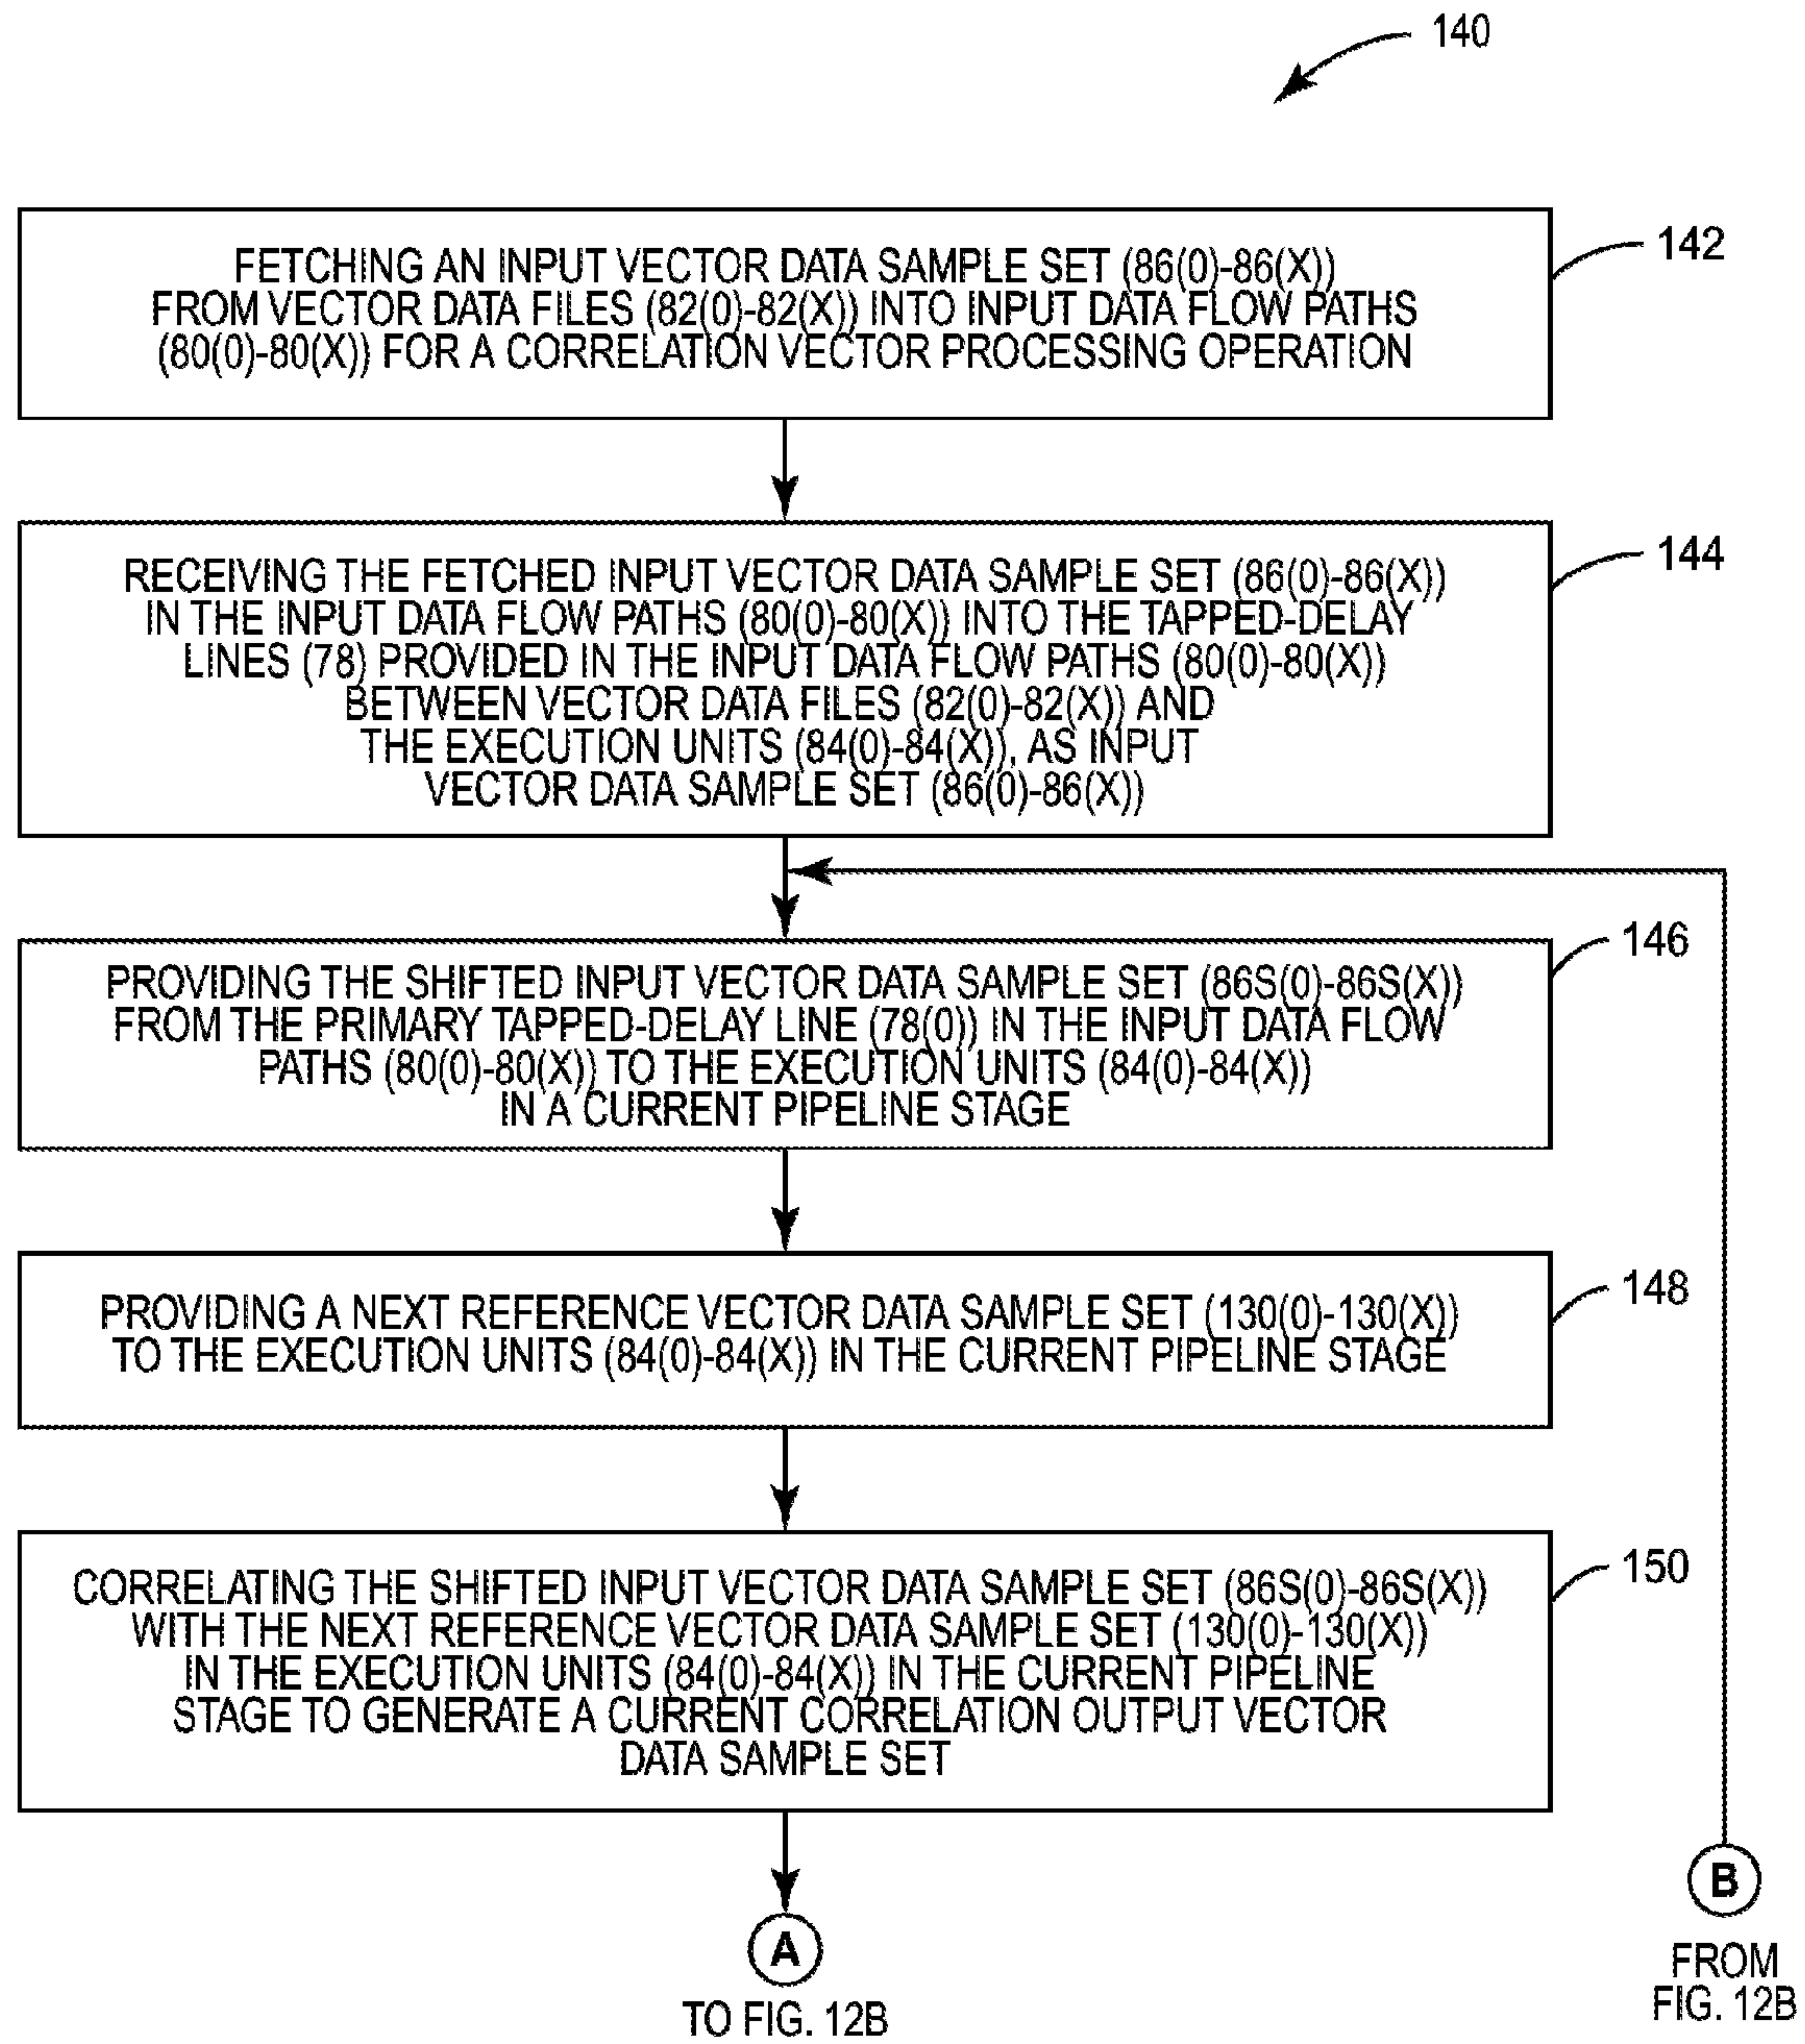 140
FETCHING AN INPUT VECTOR DATA SAMPLE SET (86(0)-86(X))
FROM VECTOR DATA FILES (82(0)-82(X)) INTO INPUT DATA FLOW PATHS
(80(0)-80(X)) FOR A CORRELATION VECTOR PROCESSING OPERATION
142
RECEIVING THE FETCHED INPUT VECTOR DATA SAMPLE SET (86(0)-86(X))
IN THE INPUT DATA FLOW PATHS (80(0)-80(X)) INTO THE TAPPED-DELAY
LINES (78) PROVIDED IN THE INPUT DATA FLOW PATHS (80(0)-80(X))
BETWEEN VECTOR DATA FILES (82(0)-82(X)) AND
THE EXECUTION UNITS (84(0)-84(X)), AS INPUT
VECTOR DATA SAMPLE SET (86(0)-86(X))
144
PROVIDING THE SHIFTED INPUT VECTOR DATA SAMPLE SET (86S(0)-86S(X))
FROM THE PRIMARY TAPPED-DELAY LINE (78(0)) IN THE INPUT DATA FLOW
PATHS (80(0)-80(X)) TO THE EXECUTION UNITS (84(0)-84(X))
IN A CURRENT PIPELINE STAGE
146
PROVIDING A NEXT REFERENCE VECTOR DATA SAMPLE SET (130(0)-130(X))
TO THE EXECUTION UNITS (84(0)-84(X)) IN THE CURRENT PIPELINE STAGE
148
CORRELATING THE SHIFTED INPUT VECTOR DATA SAMPLE SET (86S(0)-86S(X))
WITH THE NEXT REFERENCE VECTOR DATA SAMPLE SET (130(0)-130(X))
IN THE EXECUTION UNITS (84(0)-84(X)) IN THE CURRENT PIPELINE
STAGE TO GENERATE A CURRENT CORRELATION OUTPUT VECTOR
DATA SAMPLE SET
150
A
TO FIG. 12B
B
FROM
FIG. 12B